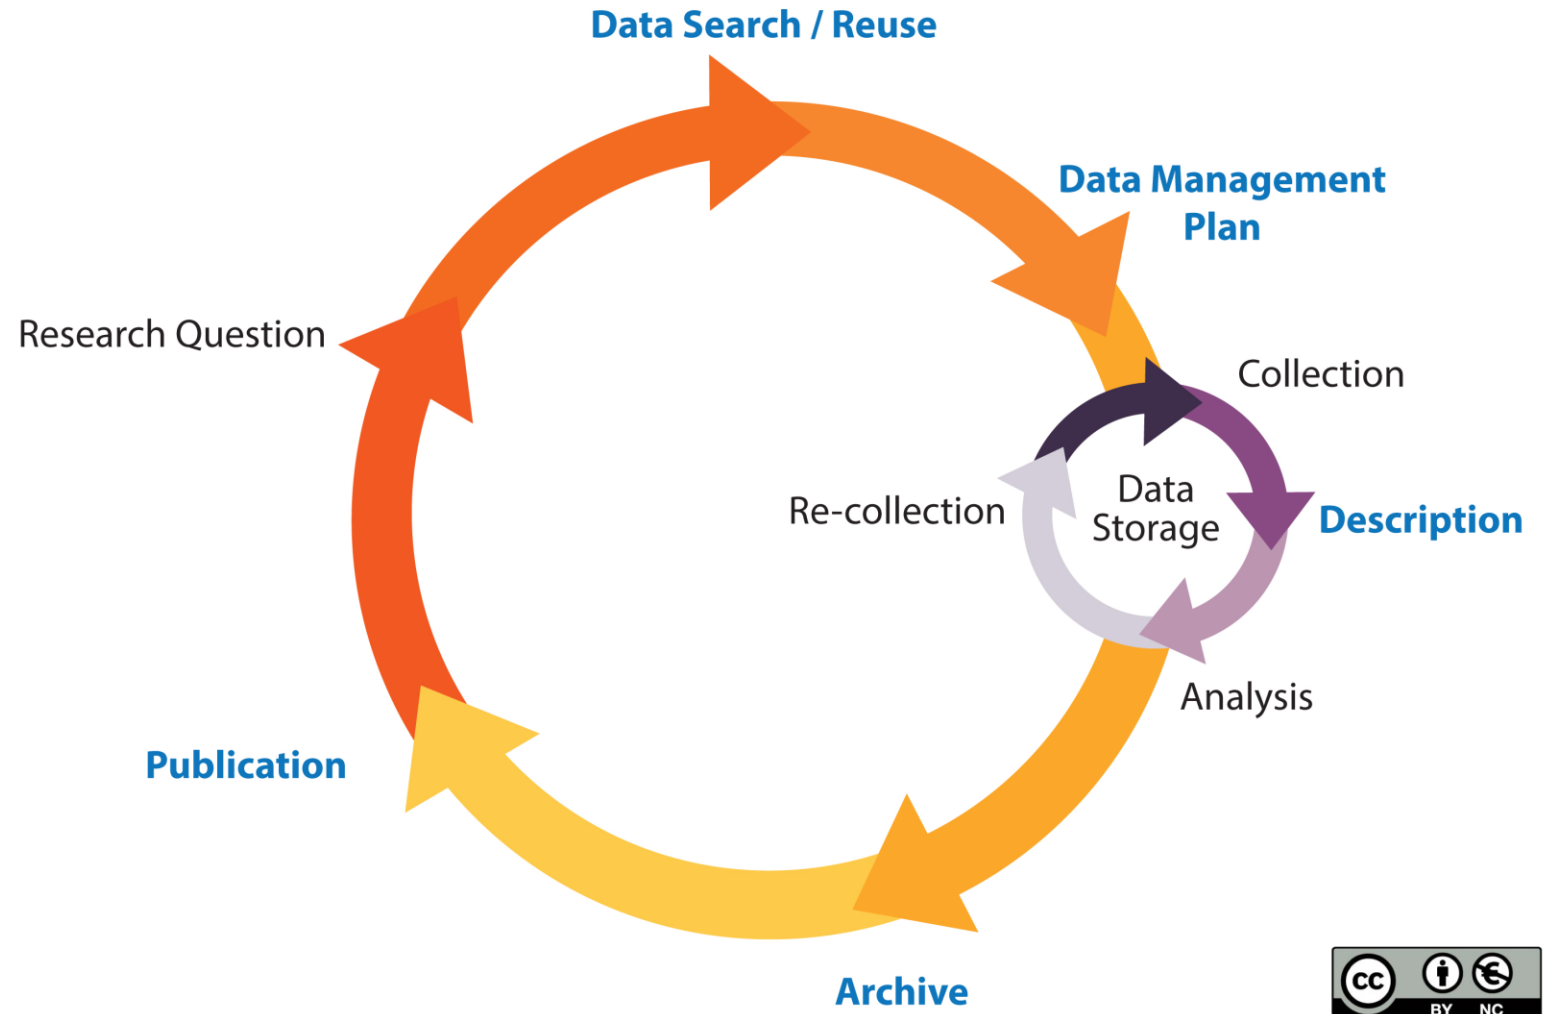 Data Search / Reuse
Data Management
Plan
Research Question
Collection
Re-collection
Data
Storage
Description
Analysis
Publication
Archive
cc
BY NC